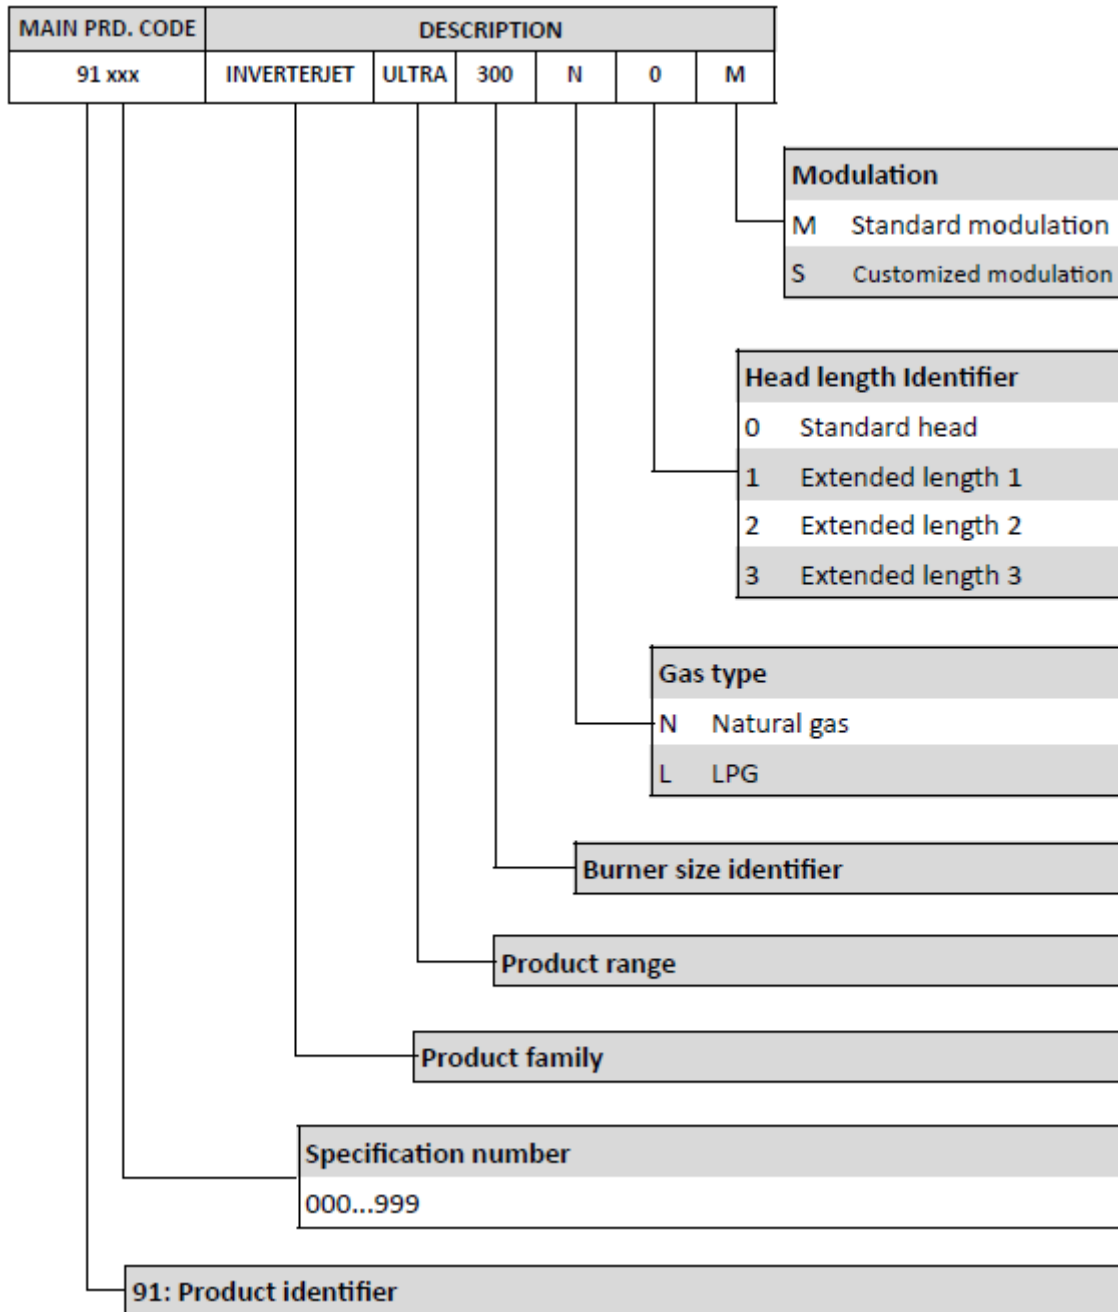 MAIN PRD. CODE DESCRIPTION
91 xxx INVERTERJET ULTRA 300 N 0 M
Modulation
M Standard modulation
S Customized modulation
Head length Identifier
0 Standard head
1 Extended length 1
2 Extended length 2
3 Extended length 3
Gas type
N Natural gas
L LPG
Burner size identifier
Product range
Product family
Specification number
000...999
91: Product identifier